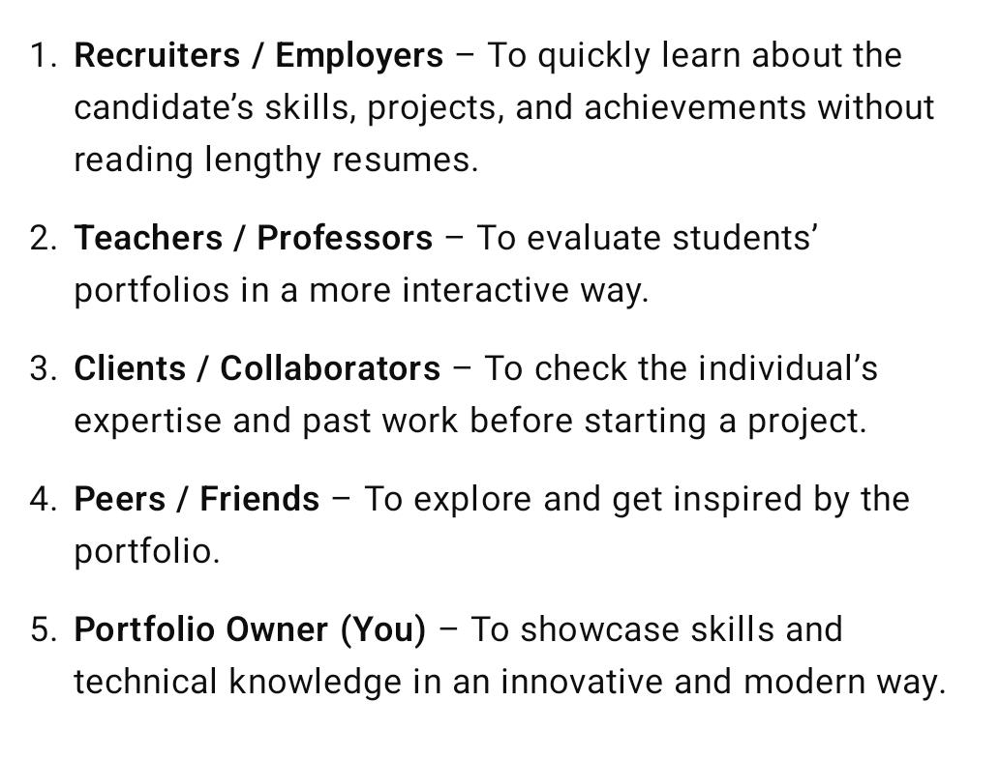 1. Recruiters / Employers – To quickly learn about the
candidate’s skills, projects, and achievements without
reading lengthy resumes.
2. Teachers / Professors – To evaluate students’
portfolios in a more interactive way.
3. Clients / Collaborators – To check the individual’s
expertise and past work before starting a project.
4. Peers / Friends – To explore and get inspired by the
portfolio.
5. Portfolio Owner (You) – To showcase skills and
technical knowledge in an innovative and modern way.